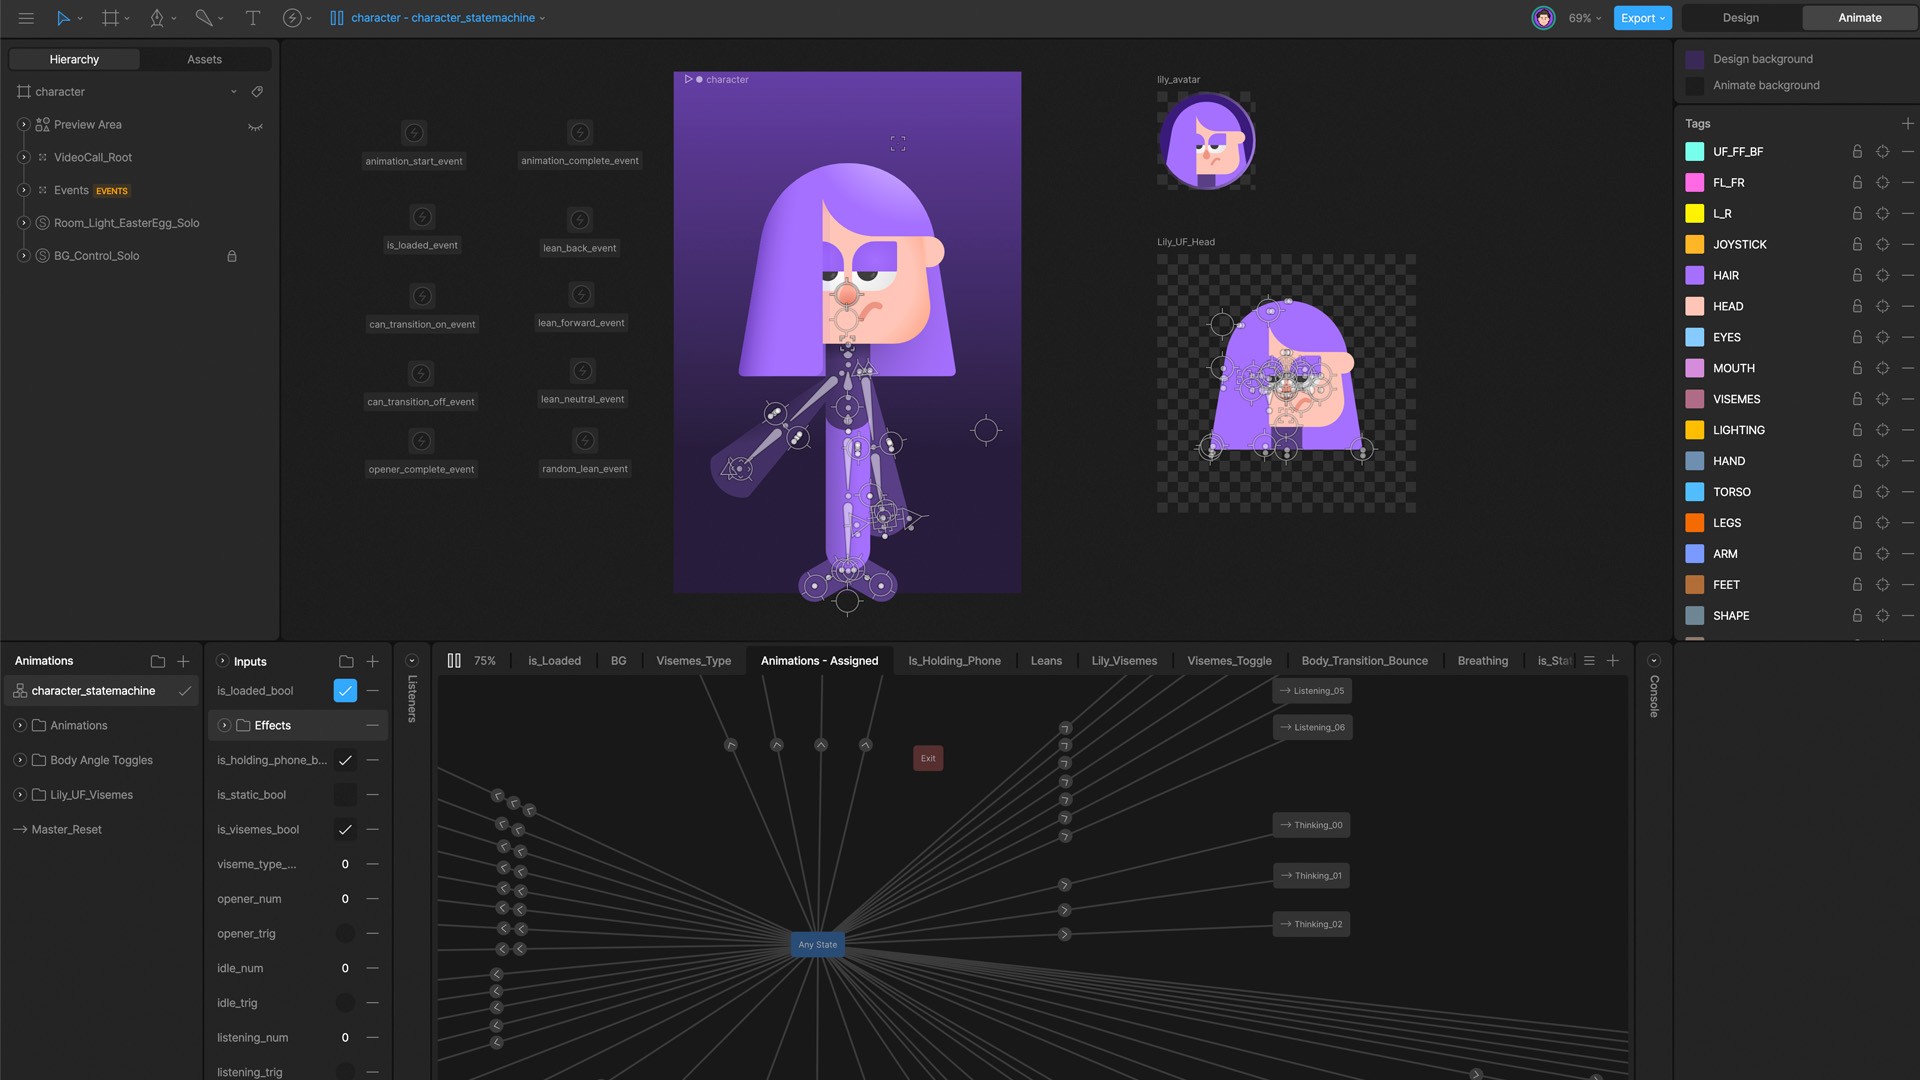 character - character_statemachine
69%
Export
Design
Animate
Hierarchy
Assets
character
Preview Area
VideoCall_Root
Events EVENTS
Room_Light_EasterEgg_Solo
BG_Control_Solo
animation_start_event
animation_complete_event
is_loaded_event
lean_back_event
can_transition_on_event
lean_forward_event
can_transition_off_event
lean_neutral_event
opener_complete_event
random_lean_event
character
lily_avatar
Lily_UF_Head
Design background
Animate background
Tags
UF_FF_BF
FL_FR
L_R
JOYSTICK
HAIR
HEAD
EYES
MOUTH
VISEMES
LIGHTING
HAND
TORSO
LEGS
ARM
FEET
SHAPE
Animations
character_statemachine
Animations
Body Angle Toggles
Lily_UF_Visemes
Master_Reset
Inputs
is_loaded_bool
Effects
is_holding_phone_b...
is_static_bool
is_visemes_bool
viseme_type_... 0
opener_num 0
opener_trig
idle_num 0
idle_trig
listening_num 0
listening_trig
Listeners
75%
is_Loaded
BG
Visemes_Type
Animations - Assigned
Is_Holding_Phone
Leans
Lily_Visemes
Visemes_Toggle
Body_Transition_Bounce
Breathing
is_Stat
Exit
Any State
Listening_05
Listening_06
Thinking_00
Thinking_01
Thinking_02
Console